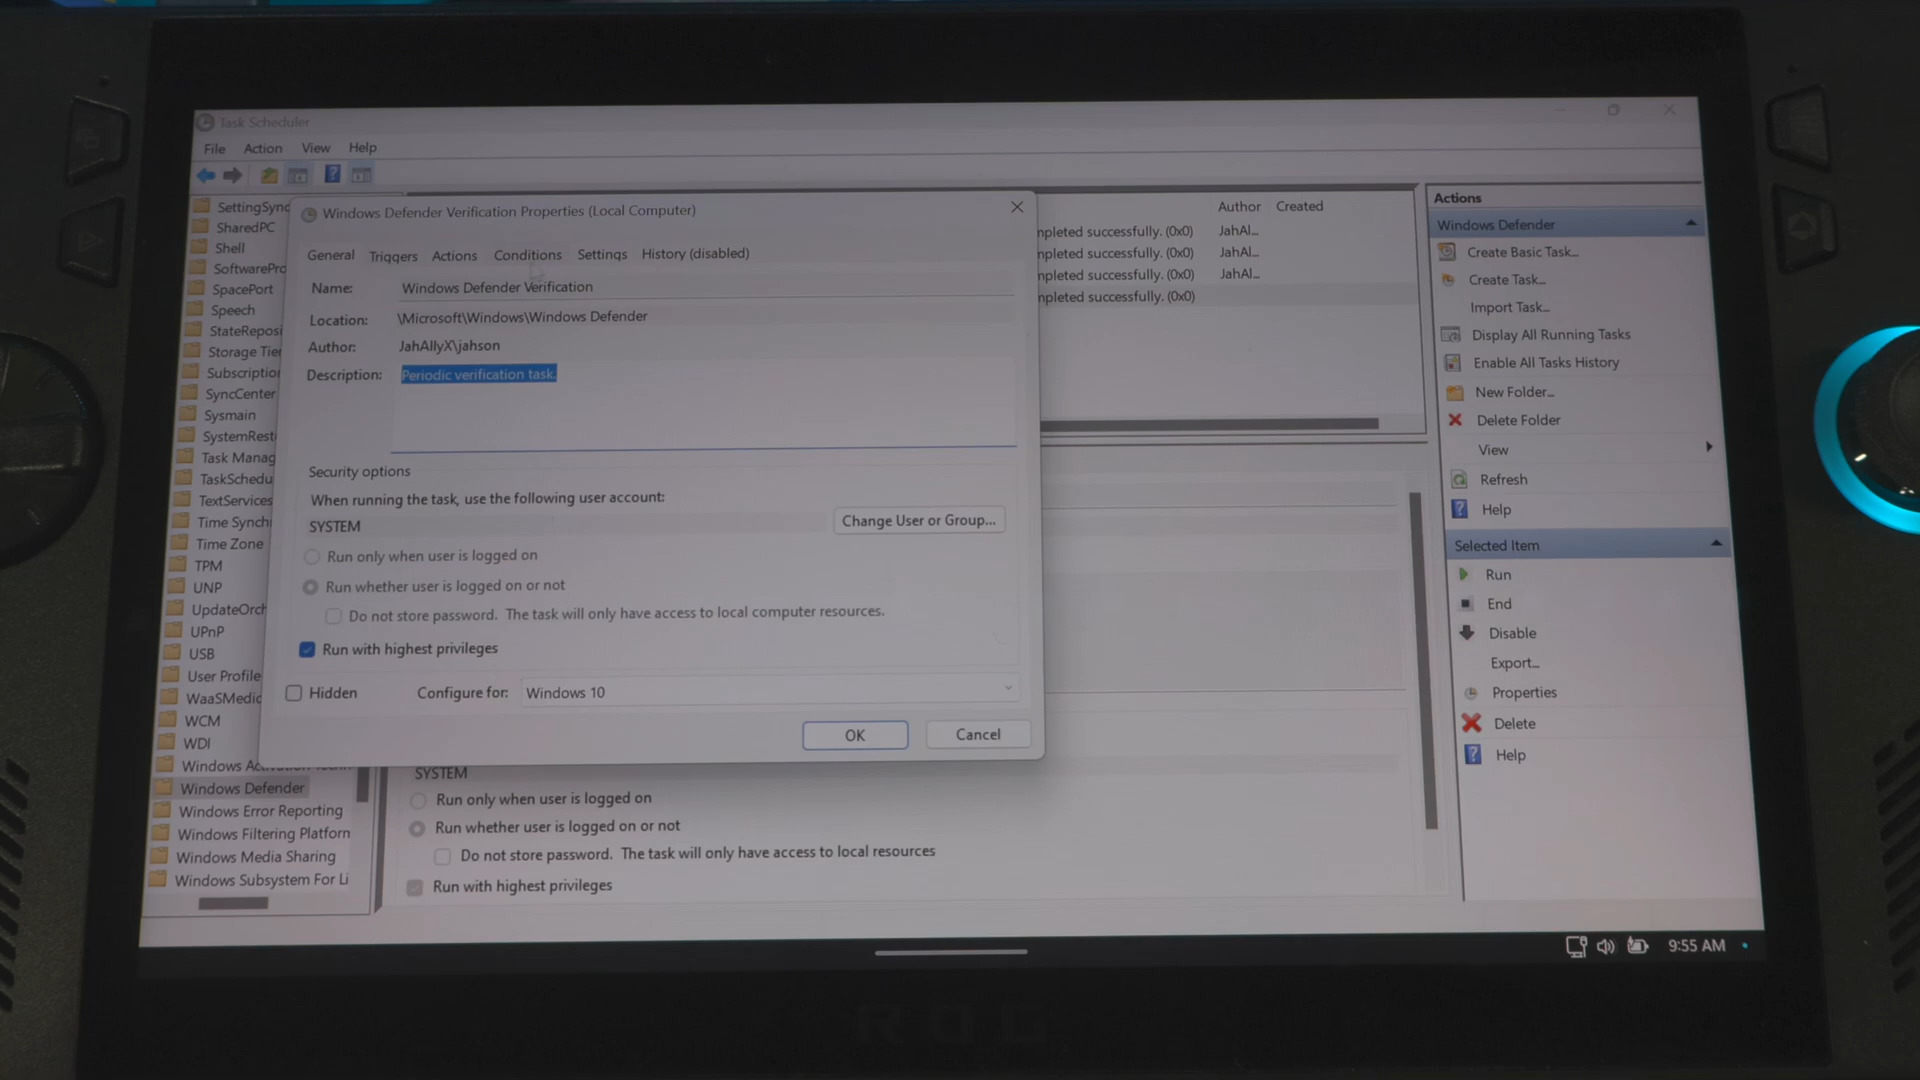 Task Scheduler
File Action View Help
SettingSync
SharedPC
Shell
SoftwarePro
SpacePort
Speech
StateReposi
Storage Tier
Subscription
SyncCenter
Sysmain
SystemRest
Task Manag
TaskSchedu
TextServices
Time Synchr
Time Zone
TPM
UNP
UpdateOrch
UPnP
USB
User Profile
WaaSMedic
WCM
WDI
Windows Defender
Windows Error Reporting
Windows Filtering Platform
Windows Media Sharing
Windows Subsystem For Li
Windows Defender Verification Properties (Local Computer)
General Triggers Actions Conditions Settings History (disabled)
Name: Windows Defender Verification
Location: \Microsoft\Windows\Windows Defender
Author: JahAllyX\jahson
Description: Periodic verification task.
Security options
When running the task, use the following user account:
SYSTEM
Change User or Group...
Run only when user is logged on
Run whether user is logged on or not
Do not store password. The task will only have access to local computer resources.
Run with highest privileges
Hidden Configure for: Windows 10
OK Cancel
Author Created
mpleted successfully. (0x0) JahAl...
mpleted successfully. (0x0) JahAl...
mpleted successfully. (0x0) JahAl...
mpleted successfully. (0x0)
SYSTEM
Run only when user is logged on
Run whether user is logged on or not
Do not store password. The task will only have access to local resources
Run with highest privileges
Actions
Windows Defender
Create Basic Task...
Create Task...
Import Task...
Display All Running Tasks
Enable All Tasks History
New Folder...
Delete Folder
View
Refresh
Help
Selected Item
Run
End
Disable
Export...
Properties
Delete
Help
9:55 AM
ROG